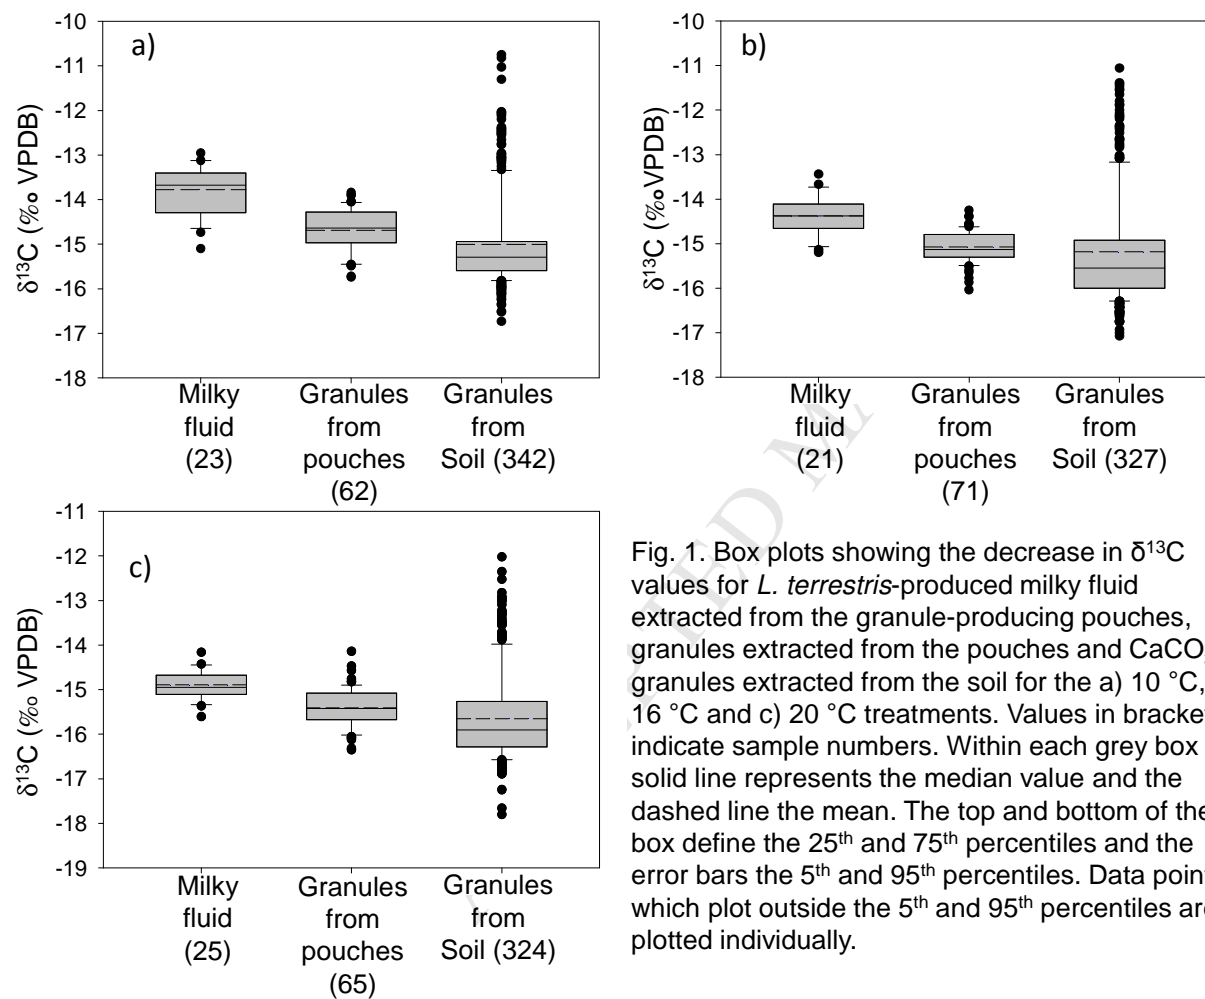 a)
-10
-11
-12
-13
-14
-15
-16
-17
-18
δ13C (‰ VPDB)
Milky
fluid
(23)
Granules
from
pouches
(62)
Granules
from
Soil (342)
b)
-10
-11
-12
-13
-14
-15
-16
-17
-18
δ13C (‰VPDB)
Milky
fluid
(21)
Granules
from
pouches
(71)
Granules
from
Soil (327)
c)
-11
-12
-13
-14
-15
-16
-17
-18
-19
δ13C (‰ VPDB)
Milky
fluid
(25)
Granules
from
pouches
(65)
Granules
from
Soil (324)
Fig. 1. Box plots showing the decrease in δ13C
values for L. terrestris-produced milky fluid
extracted from the granule-producing pouches,
granules extracted from the pouches and CaCO
granules extracted from the soil for the a) 10 °C,
16 °C and c) 20 °C treatments. Values in bracket
indicate sample numbers. Within each grey box
solid line represents the median value and the
dashed line the mean. The top and bottom of the
box define the 25th and 75th percentiles and the
error bars the 5th and 95th percentiles. Data point
which plot outside the 5th and 95th percentiles are
plotted individually.